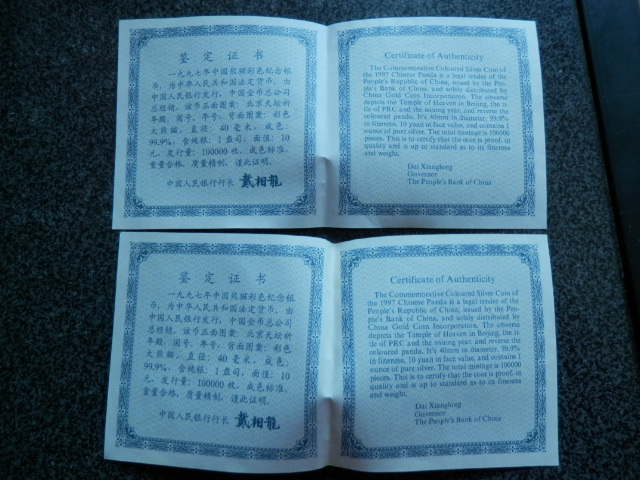 鉴定证书
一九九七年中国熊猫彩色纪念银
币，为中华人民共和国法定货币，由
中国人民银行发行，中国金币总公司
总经销，该币正面图案：北京天坛祈
年殿，国号，年号，背面图案：彩色
大熊猫，直径：40毫米，成色：
99.9%，含纯银：1盎司，面值：10
元，发行量：100000枚，成色标准，
重量合格，质量精制，谨此证明。
中国人民银行行长 戴相龍
Certificate of Authenticity
The Commemorative Coloured Silver Coin of
the 1997 Chinese Panda is a legal tender of the
People's Republic of China, issued by the Peo-
ple's Bank of China, and solely distributed by
China Gold Coin Incorporation. The obverse
depicts the Temple of Heaven in Beijing, the ti-
tle of PRC and the issuing year, and reverse the
coloured panda. It's 40mm in diameter, 99.9%
in fineness, 10 yuan in face value, and contains 1
ounce of pure silver. The total mintage is 100000
pieces. This is to certify that the coin is proof, in
quality and is up to standard as to its fineness
and weight.
Dai Xianglong
Governor
The People's Bank of China
鉴定证书
一九九七年中国熊猫彩色纪念银
币，为中华人民共和国法定货币，由
中国人民银行发行，中国金币总公司
总经销，该币正面图案：北京天坛祈
年殿，国号，年号，背面图案：彩色
大熊猫，直径：40毫米，成色：
99.9%，含纯银：1盎司，面值：10
元，发行量：100000枚，成色标准，
重量合格，质量精制，谨此证明。
中国人民银行行长 戴相龍
Certificate of Authenticity
The Commemorative Coloured Silver Coin of
the 1997 Chinese Panda is a legal tender of the
People's Republic of China, issued by the Peo-
ple's Bank of China, and solely distributed by
China Gold Coin Incorporation. The obverse
depicts the Temple of Heaven in Beijing, the ti-
tle of PRC and the issuing year, and reverse the
coloured panda. It's 40mm in diameter, 99.9%
in fineness, 10 yuan in face value, and contains 1
ounce of pure silver. The total mintage is 100000
pieces. This is to certify that the coin is proof, in
quality and is up to standard as to its fineness
and weight.
Dai Xianglong
Governor
The People's Bank of China